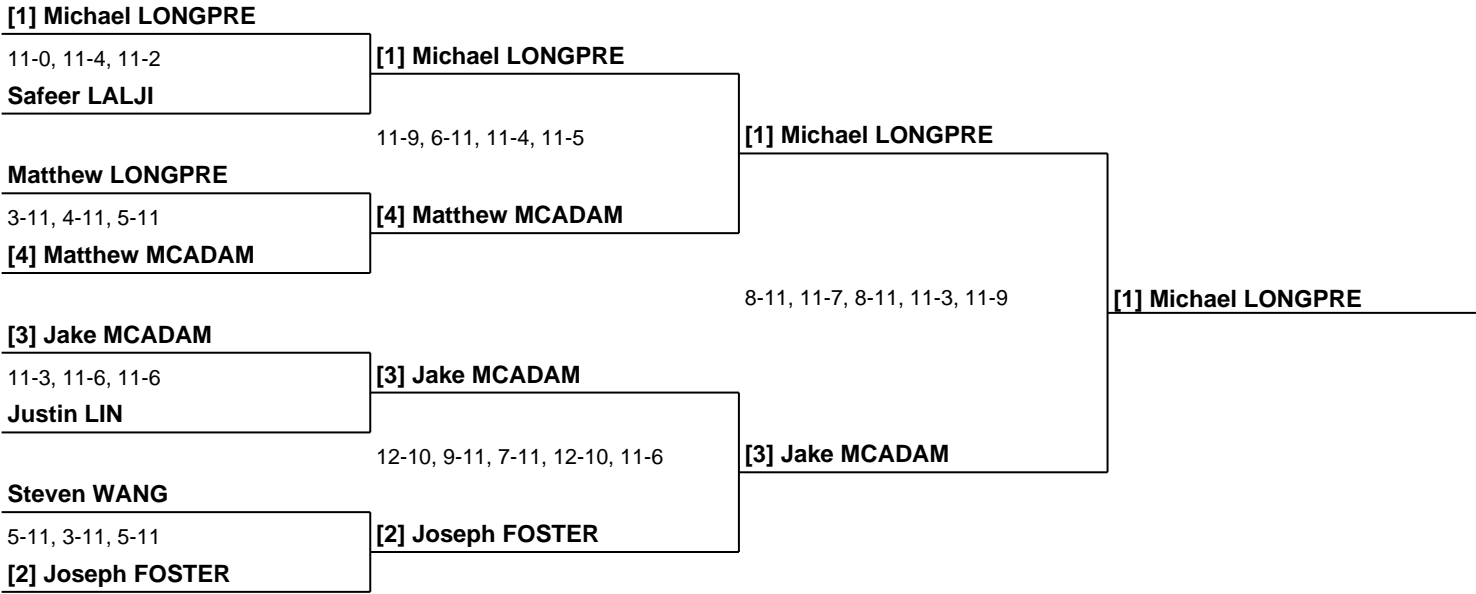 [1] Michael LONGPRE
11-0, 11-4, 11-2
Safeer LALJI
Matthew LONGPRE
3-11, 4-11, 5-11
[4] Matthew MCADAM
[3] Jake MCADAM
11-3, 11-6, 11-6
Justin LIN
Steven WANG
5-11, 3-11, 5-11
[2] Joseph FOSTER
[1] Michael LONGPRE
11-9, 6-11, 11-4, 11-5
[4] Matthew MCADAM
[3] Jake MCADAM
12-10, 9-11, 7-11, 12-10, 11-6
[2] Joseph FOSTER
[1] Michael LONGPRE
8-11, 11-7, 8-11, 11-3, 11-9
[3] Jake MCADAM
[1] Michael LONGPRE